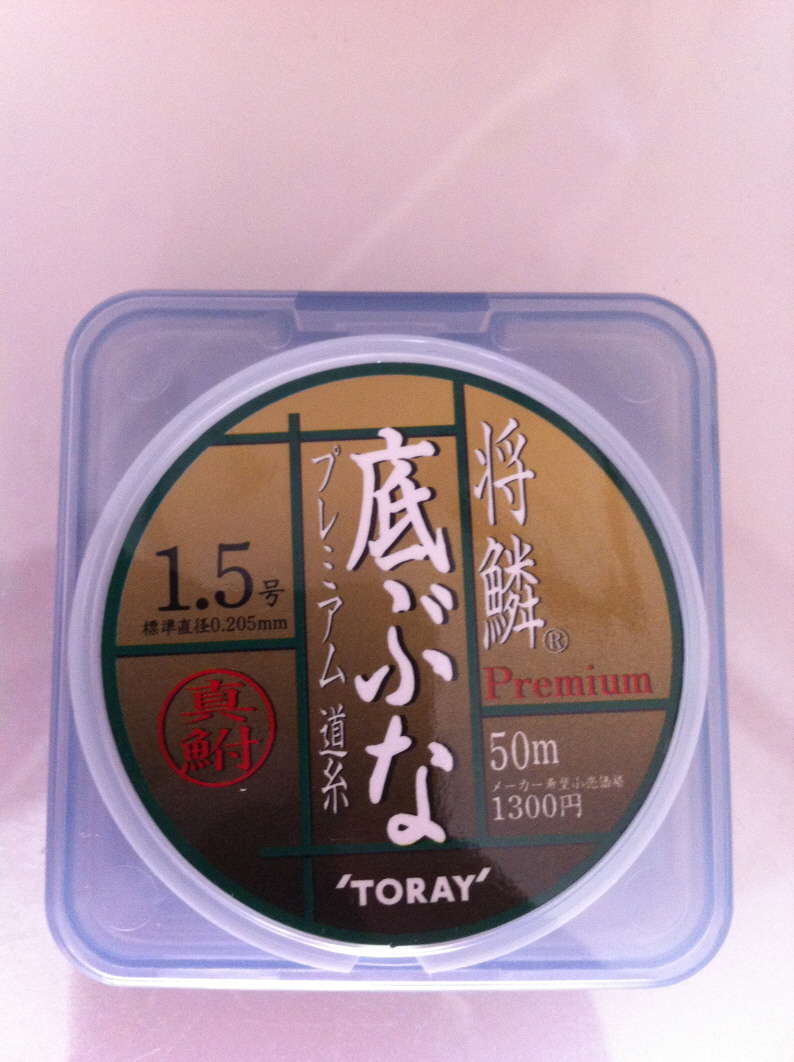 将鱗®
Premium
底ぶな
プレミアム 道糸
1.5号
標準直径0.205mm
真鮒
50m
メーカー希望小売価格
1300円
'TORAY'